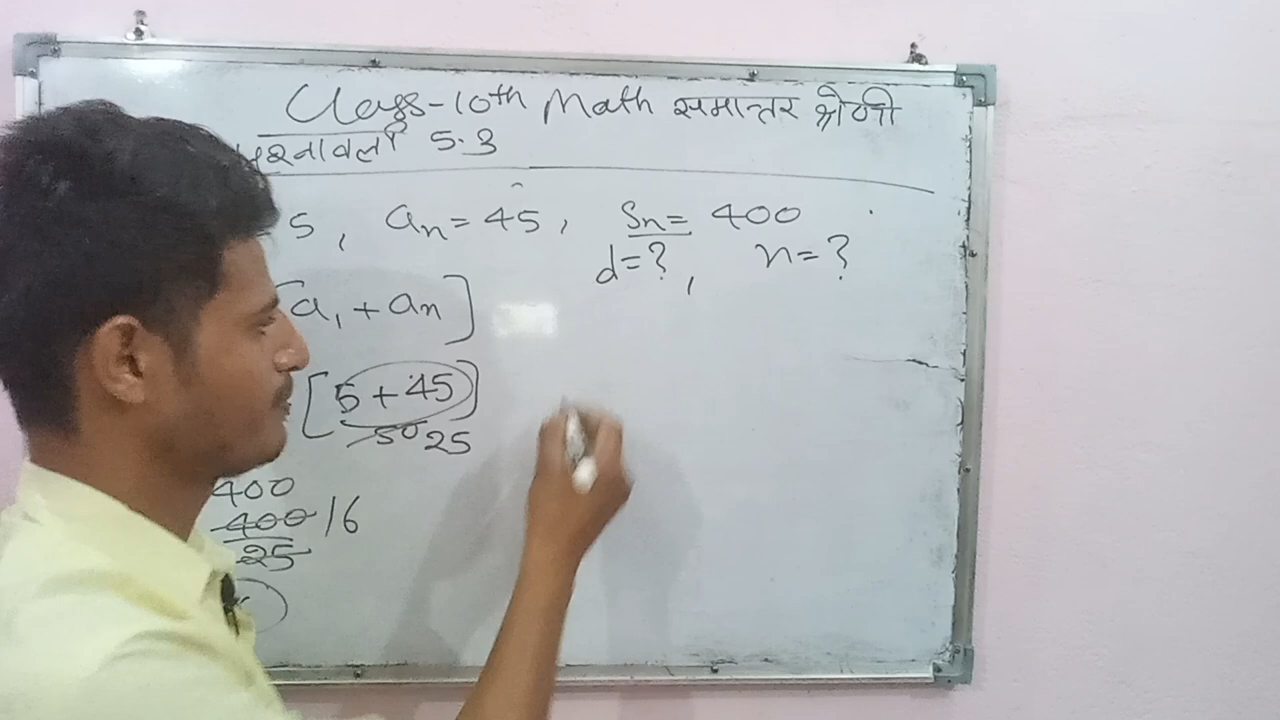 Class-10th Math समान्तर श्रेणी
प्रश्नावली 5.3
5, an = 45, Sn = 400
d=?, n=?
[a1 + an]
[5 + 45]
50 25
400
400 16
25